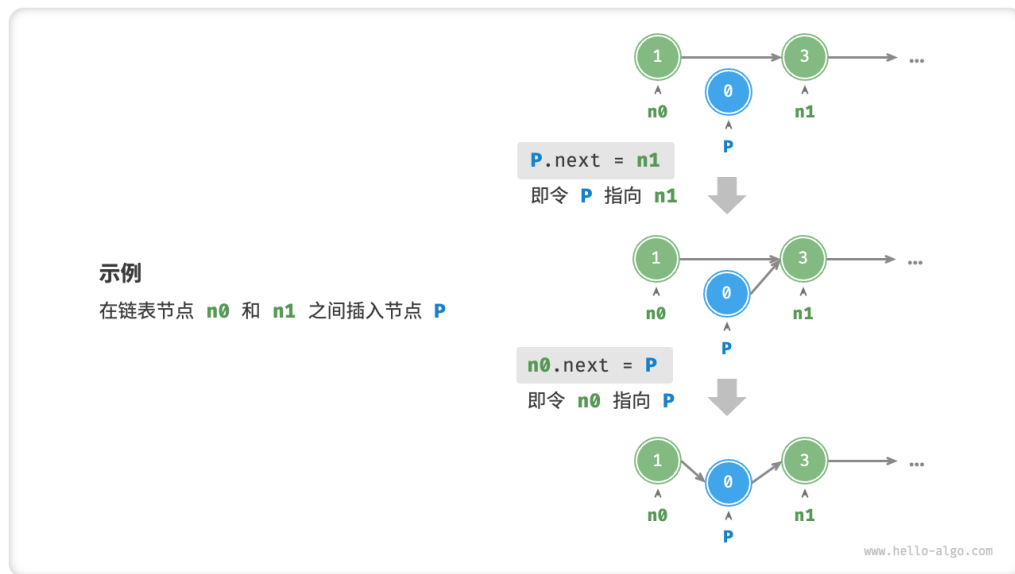 示例
在链表节点 n0 和 n1 之间插入节点 P
1 3 ...
0
n0 n1
P
P.next = n1
即令 P 指向 n1
1 3 ...
0
n0 n1
P
n0.next = P
即令 n0 指向 P
1 3 ...
0
n0 n1
P
www.hello-algo.com